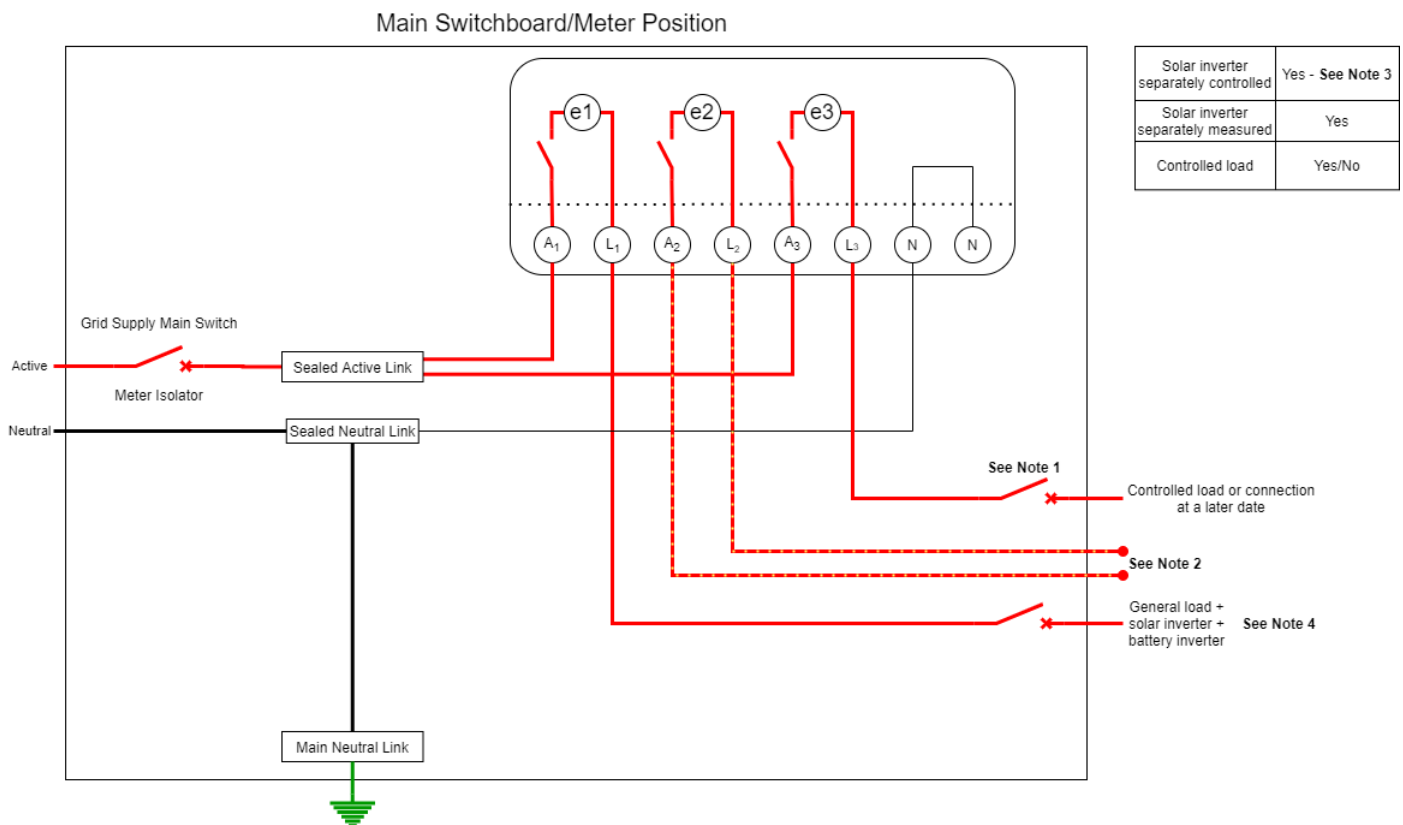 Main Switchboard/Meter Position
Solar inverter
separately controlled
Yes - See Note 3
Solar inverter
separately measured
Yes
Controlled load
Yes/No
e1
e2
e3
A1
L1
A2
L2
A3
L3
N
N
Grid Supply Main Switch
Active
Sealed Active Link
Meter Isolator
Neutral
Sealed Neutral Link
See Note 1
Controlled load or connection
at a later date
See Note 2
General load +
solar inverter +
battery inverter
See Note 4
Main Neutral Link